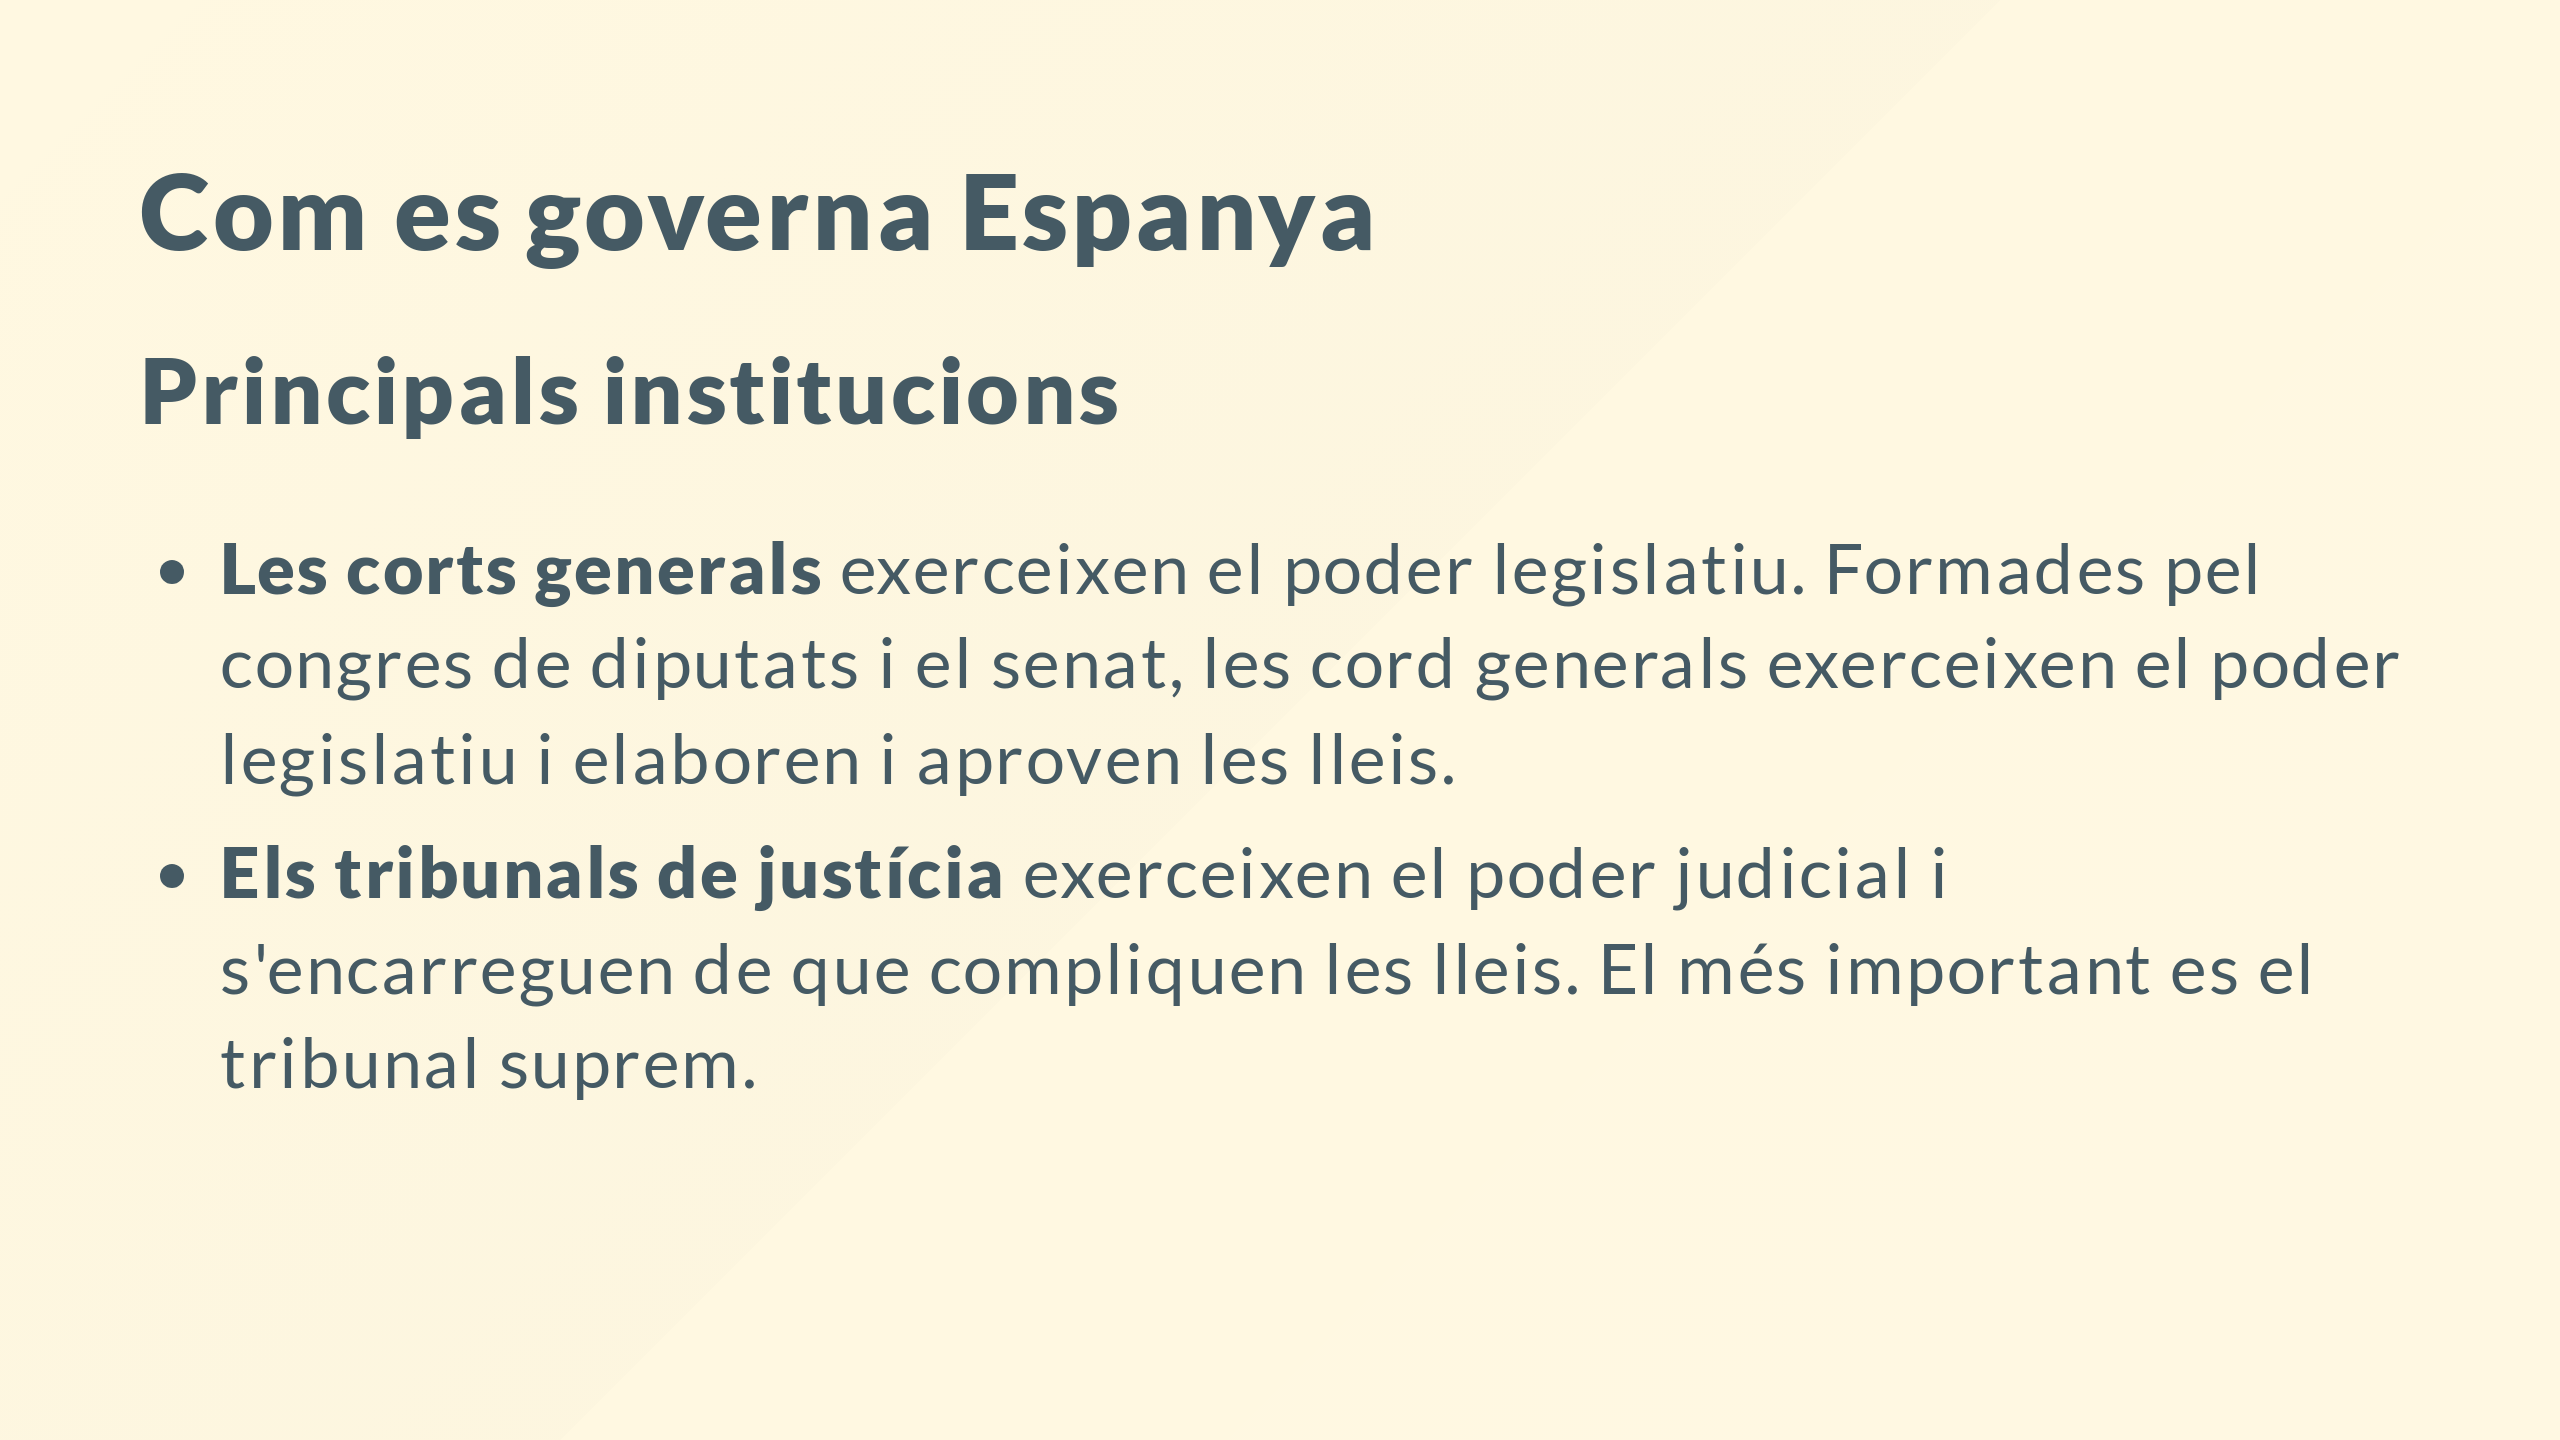 Com es governa Espanya
Principals institucions
• Les corts generals exerceixen el poder legislatiu. Formades pel
congres de diputats i el senat, les cord generals exerceixen el poder
legislatiu i elaboren i aproven les lleis.
• Els tribunals de justícia exerceixen el poder judicial i
s'encarreguen de que compliquen les lleis. El més important es el
tribunal suprem.